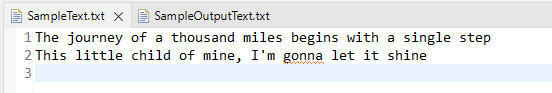 SampleText.txt SampleOutputText.txt
1 The journey of a thousand miles begins with a single step
2 This little child of mine, I'm gonna let it shine
3